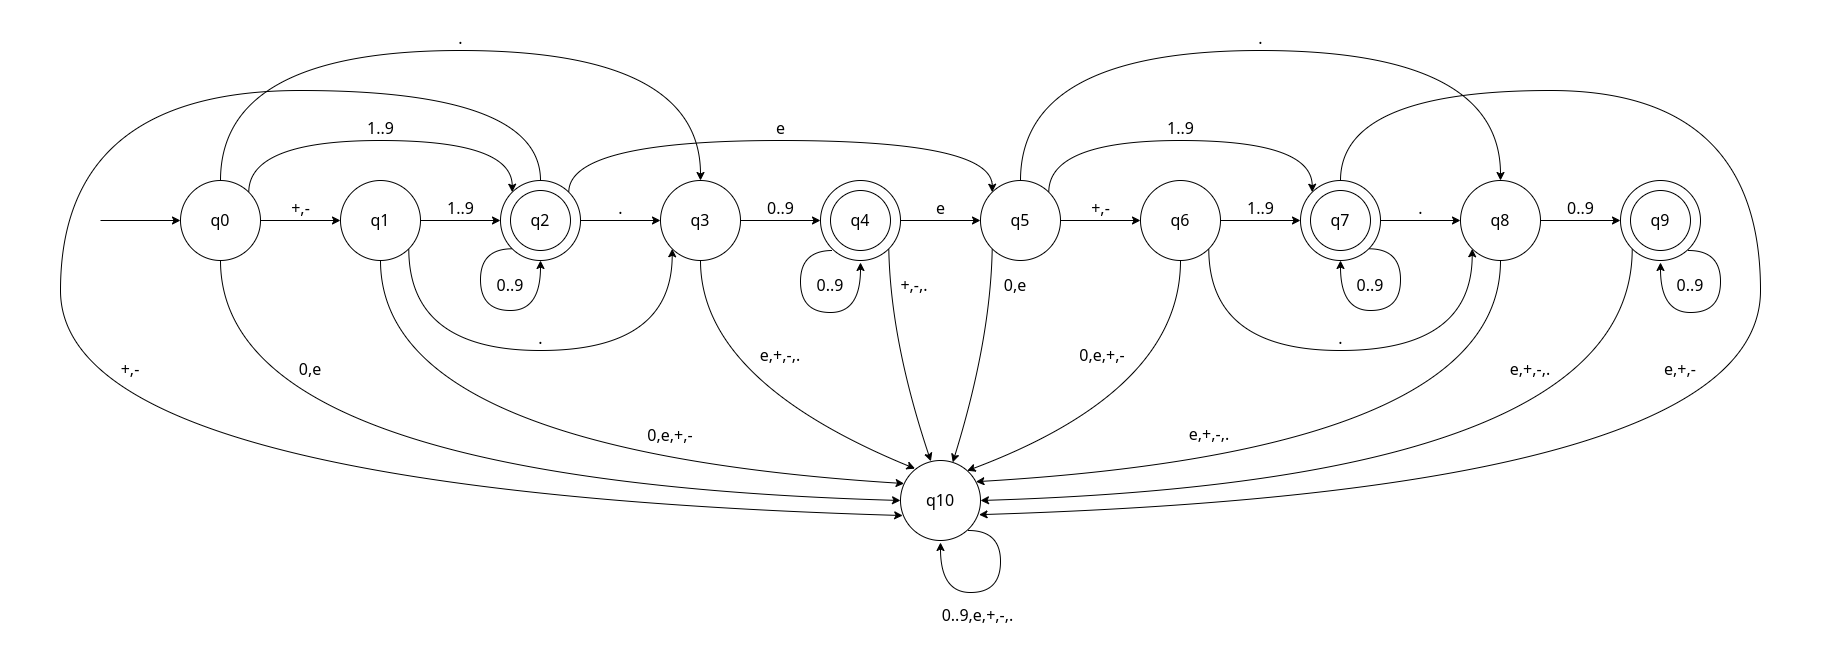 . .
1..9 e 1..9
q0 +,- q1 1..9 q2 . q3 0..9 q4 e q5 +,- q6 1..9 q7 . q8 0..9 q9
0..9 0..9 +,-,. 0,e 0..9 0..9
. e,+,-,. 0,e,+,- .
+,- 0,e e,+,-,. e,+,-
0,e,+,- e,+,-,.
q10
0..9,e,+,-,.